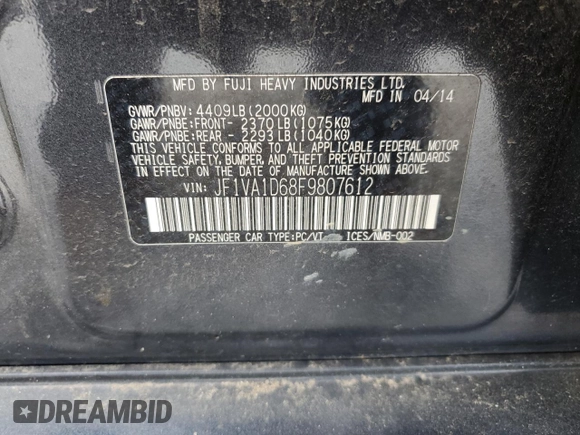 MFD BY FUJI HEAVY INDUSTRIES LTD.
MFD IN 04/14
GVWR/PNBV: 4409LB(2000KG)
GAWR/PNBE:FRONT- 2370LB(1075KG)
GAWR/PNBE:REAR - 2293LB(1040KG)
THIS VEHICLE CONFORMS TO ALL APPLICABLE FEDERAL MOTOR
VEHICLE SAFETY, BUMPER, AND THEFT PREVENTION STANDARDS
IN EFFECT ON THE DATE OF MANUFACTURE SHOWN ABOVE.
VIN: JF1VA1D68F9807612
PASSENGER CAR TYPE:PC/VT ICES/NMB-002
DREAMBID